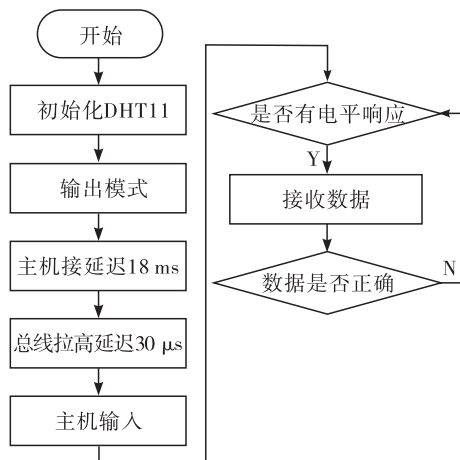 开始
初始化DHT11
输出模式
主机接延迟18 ms
总线拉高延迟30 μs
主机输入
是否有电平响应
Y
接收数据
数据是否正确
N